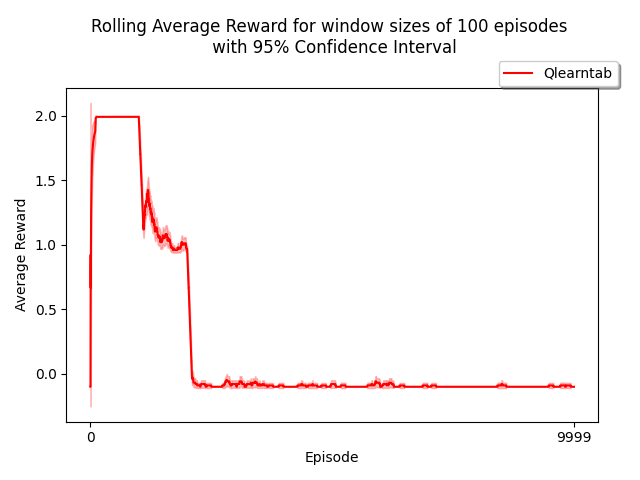 Rolling Average Reward for window sizes of 100 episodes
with 95% Confidence Interval
Qlearntab
2.0
1.5
1.0
0.5
0.0
Average Reward
0
9999
Episode